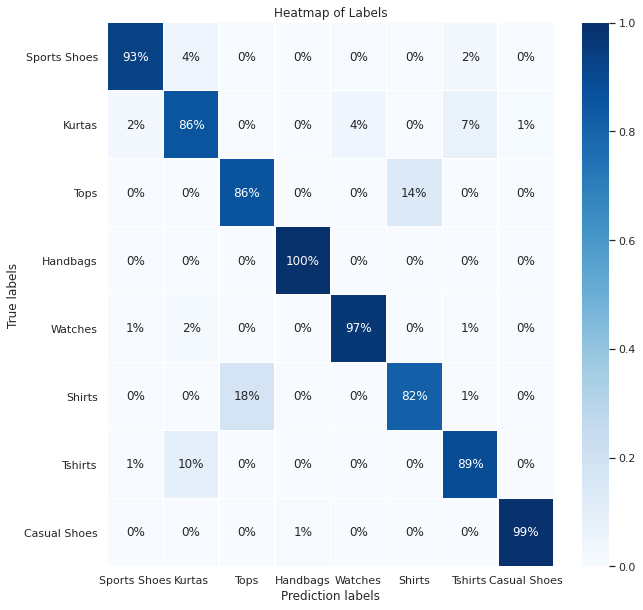 Heatmap of Labels
Sports Shoes 93% 4% 0% 0% 0% 0% 2% 0%
Kurtas 2% 86% 0% 0% 4% 0% 7% 1%
Tops 0% 0% 86% 0% 0% 14% 0% 0%
Handbags 0% 0% 0% 100% 0% 0% 0% 0%
Watches 1% 2% 0% 0% 97% 0% 1% 0%
Shirts 0% 0% 18% 0% 0% 82% 1% 0%
Tshirts 1% 10% 0% 0% 0% 0% 89% 0%
Casual Shoes 0% 0% 0% 1% 0% 0% 0% 99%
Sports Shoes Kurtas Tops Handbags Watches Shirts Tshirts Casual Shoes
Prediction labels
True labels
1.0
0.8
0.6
0.4
0.2
0.0